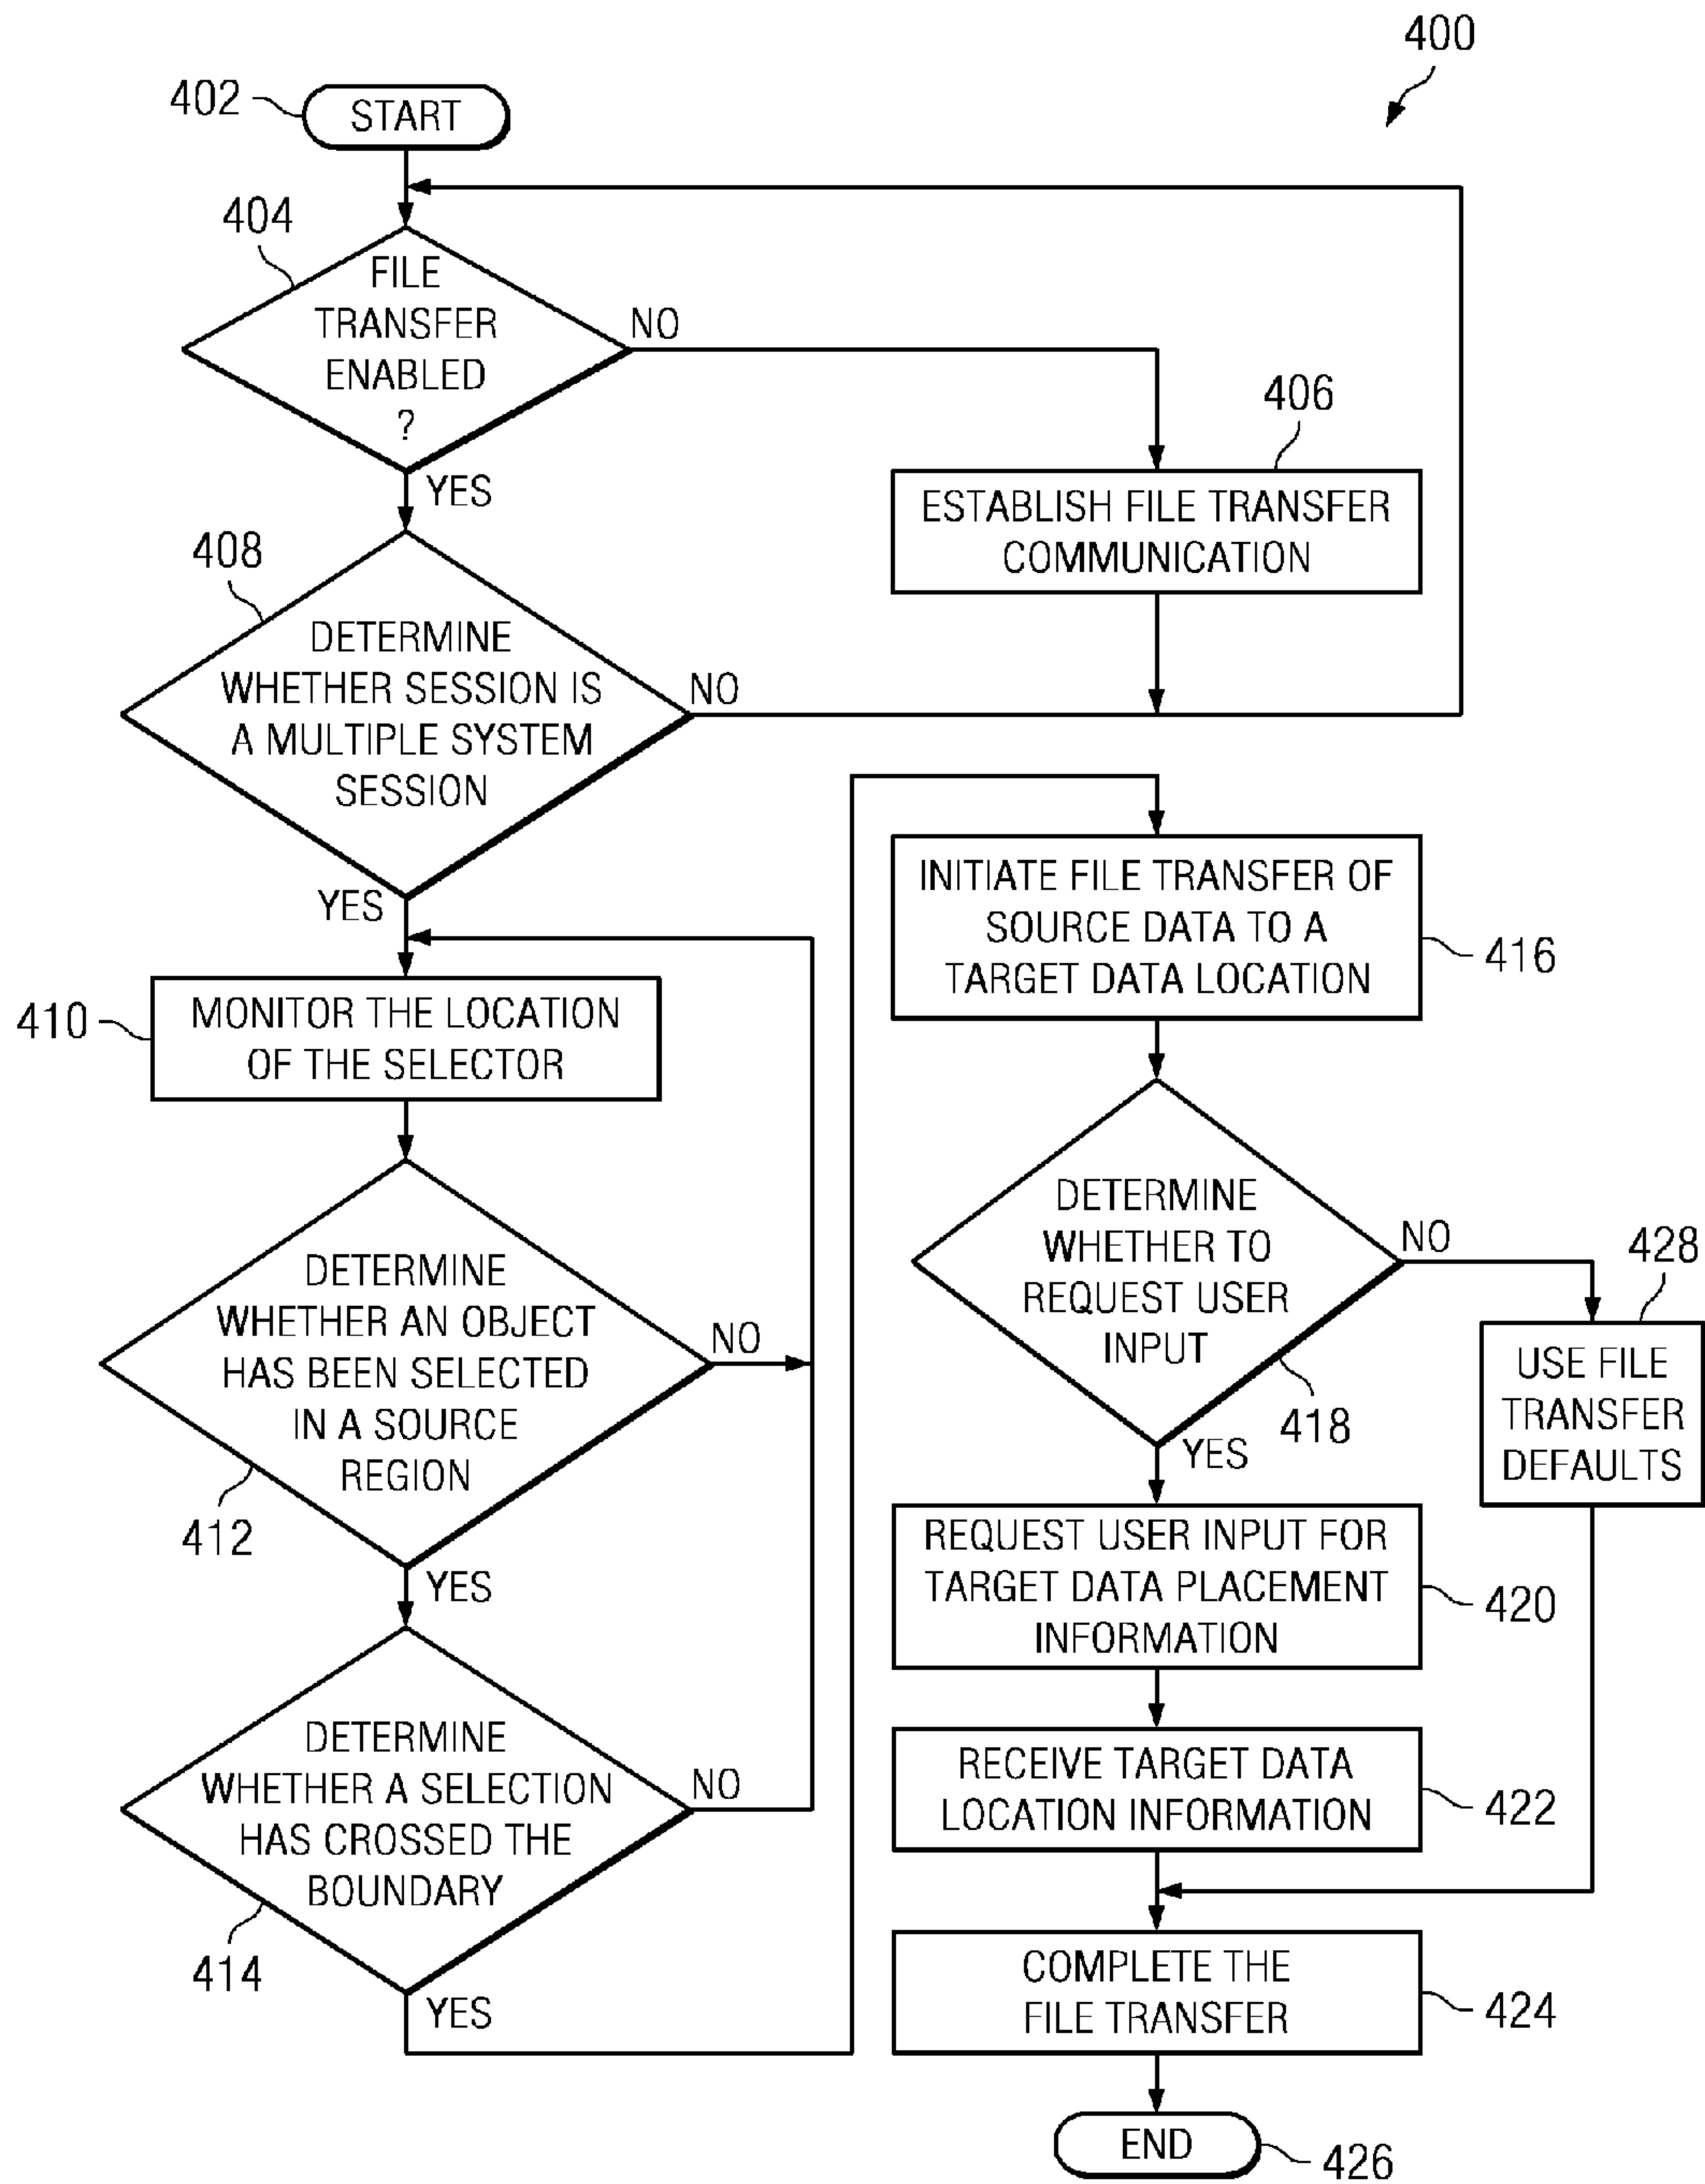 400
402
START
404
FILE
TRANSFER
ENABLED
?
NO
YES
406
ESTABLISH FILE TRANSFER
COMMUNICATION
408
DETERMINE
WHETHER SESSION IS
A MULTIPLE SYSTEM
SESSION
NO
YES
410
MONITOR THE LOCATION
OF THE SELECTOR
DETERMINE
WHETHER AN OBJECT
HAS BEEN SELECTED
IN A SOURCE
REGION
NO
412
YES
DETERMINE
WHETHER A SELECTION
HAS CROSSED THE
BOUNDARY
NO
414
YES
INITIATE FILE TRANSFER OF
SOURCE DATA TO A
TARGET DATA LOCATION
416
DETERMINE
WHETHER TO
REQUEST USER
INPUT
NO
418
YES
428
USE FILE
TRANSFER
DEFAULTS
REQUEST USER INPUT FOR
TARGET DATA PLACEMENT
INFORMATION
420
RECEIVE TARGET DATA
LOCATION INFORMATION
422
COMPLETE THE
FILE TRANSFER
424
END
426